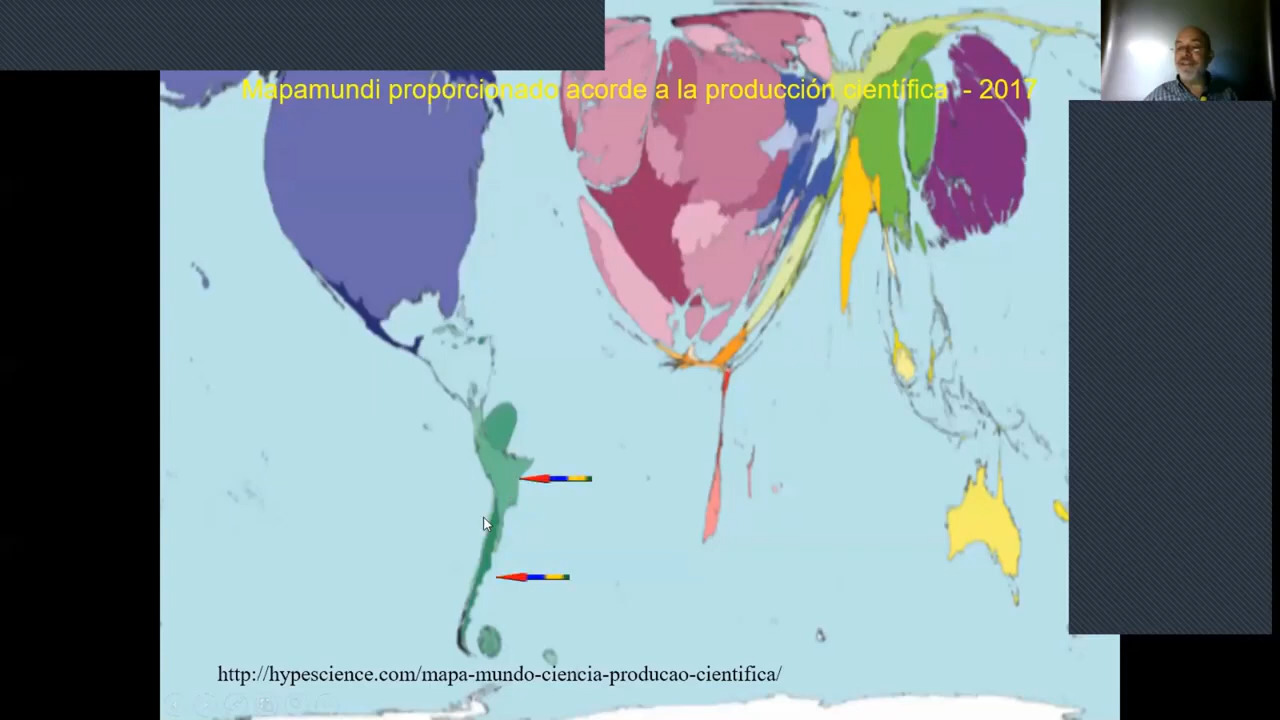 Mapamundi proporcionado acorde a la producción científica - 2017
http://hypescience.com/mapa-mundo-ciencia-producao-cientifica/